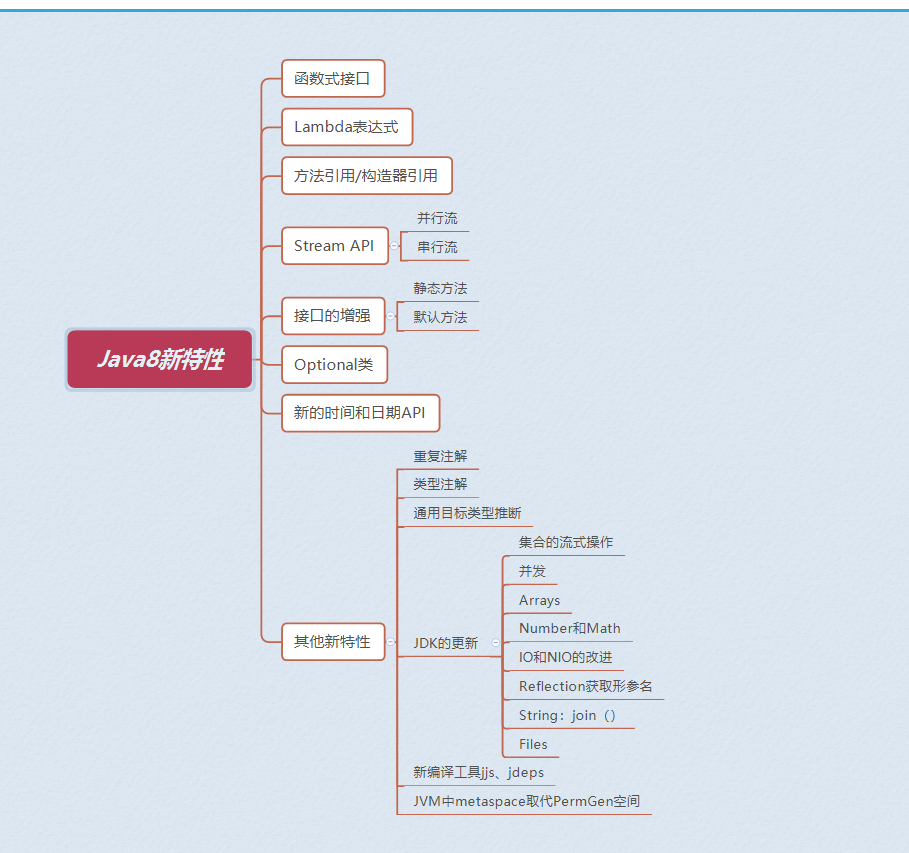 函数式接口
Lambda表达式
方法引用/构造器引用
Stream API
并行流
串行流
接口的增强
静态方法
默认方法
Java8新特性
Optional类
新的时间和日期API
其他新特性
重复注解
类型注解
通用目标类型推断
JDK的更新
集合的流式操作
并发
Arrays
Number和Math
IO和NIO的改进
Reflection获取形参名
String：join（）
Files
新编译工具jjs、jdeps
JVM中metaspace取代PermGen空间